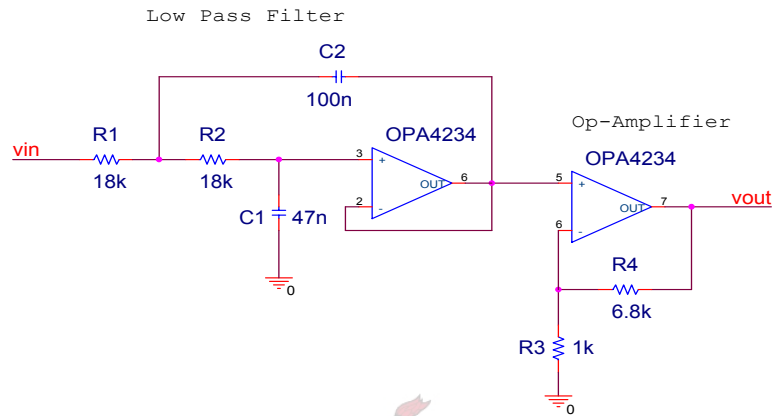 Low Pass Filter
C2
100n
Op-Amplifier
R1
R2
OPA4234
OPA4234
vin
3
+
6
5
+
18k
18k
OUT
7
C1
47n
2
-
OUT
vout
6
-
R4
0
6.8k
R3
1k
0